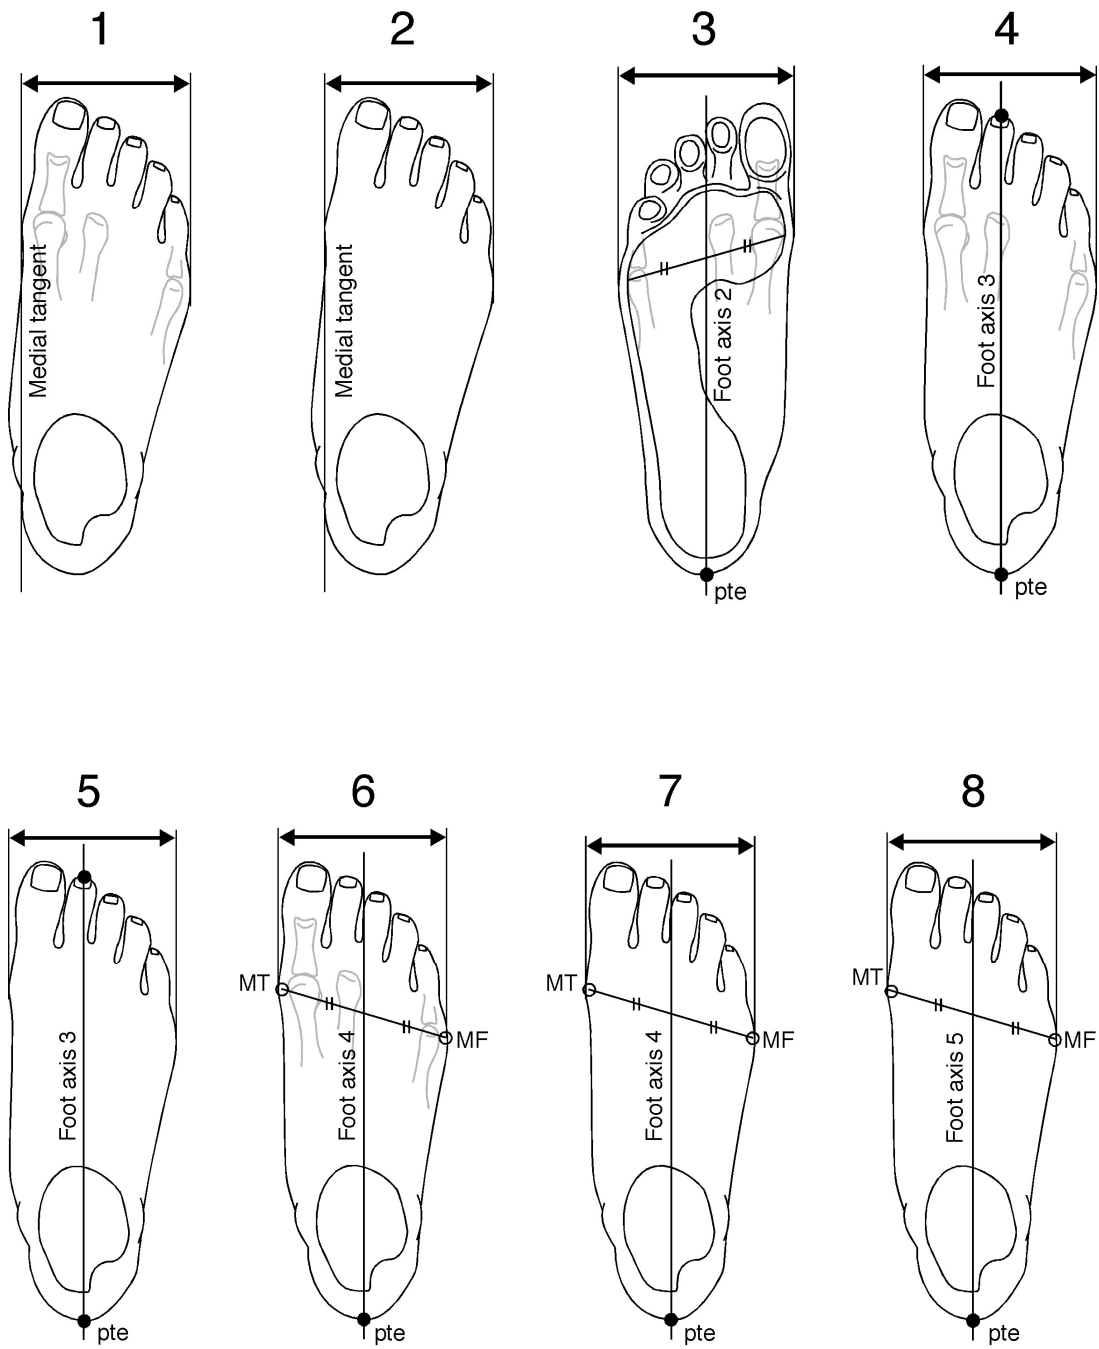 1
2
3
4
Medial tangent
Medial tangent
Foot axis 2
Foot axis 3
pte
pte
5
6
7
8
MT
MF
MT
MF
MT
MF
Foot axis 3
Foot axis 4
Foot axis 4
Foot axis 5
pte
pte
pte
pte